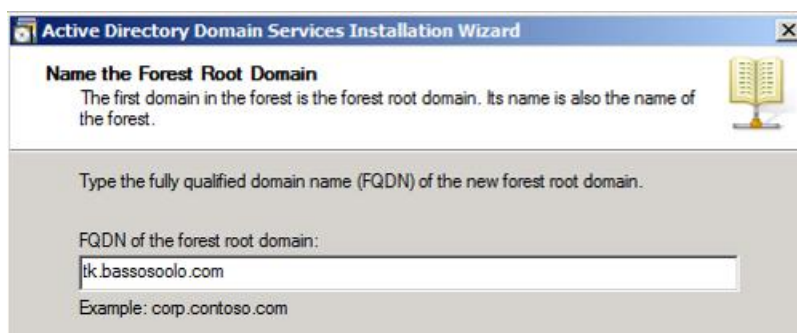 Active Directory Domain Services Installation Wizard
Name the Forest Root Domain
The first domain in the forest is the forest root domain. Its name is also the name of
the forest.
Type the fully qualified domain name (FQDN) of the new forest root domain.
FQDN of the forest root domain:
tk.bassosoolo.com
Example: corp.contoso.com